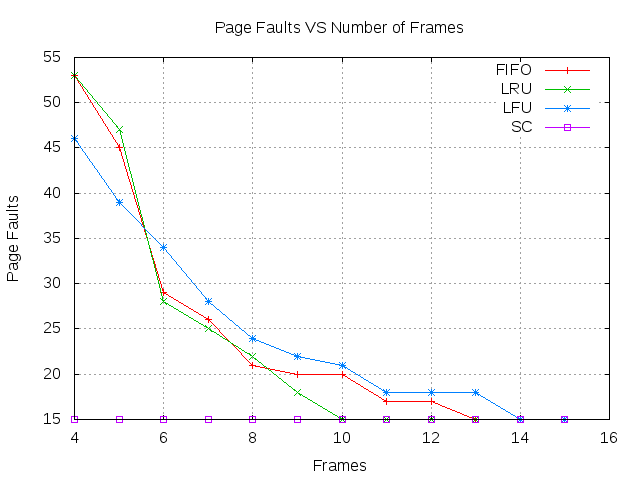 Page Faults VS Number of Frames
55
50
45
40
35
30
25
20
15
FIFO
LRU
LFU
SC
Page Faults
4 6 8 10 12 14 16
Frames